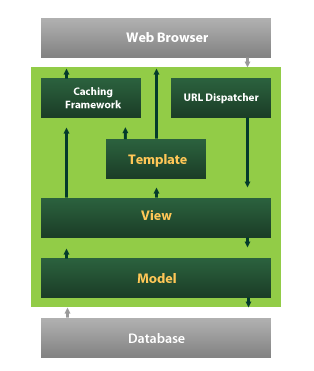 Web Browser
Caching
Framework
URL Dispatcher
Template
View
Model
Database